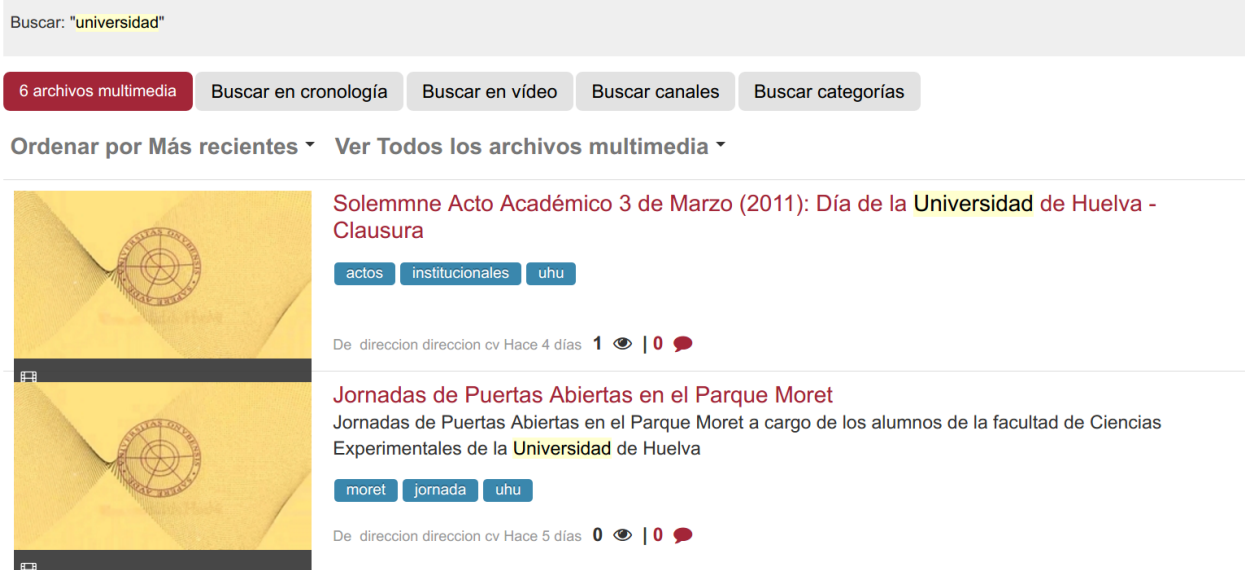 Buscar: "universidad"
6 archivos multimedia Buscar en cronología Buscar en vídeo Buscar canales Buscar categorías
Ordenar por Más recientes Ver Todos los archivos multimedia
Solemmne Acto Académico 3 de Marzo (2011): Día de la Universidad de Huelva -
Clausura
actos institucionales uhu
De direccion direccion cv Hace 4 días 1 | 0
Jornadas de Puertas Abiertas en el Parque Moret
Jornadas de Puertas Abiertas en el Parque Moret a cargo de los alumnos de la facultad de Ciencias
Experimentales de la Universidad de Huelva
moret jornada uhu
De direccion direccion cv Hace 5 días 0 | 0